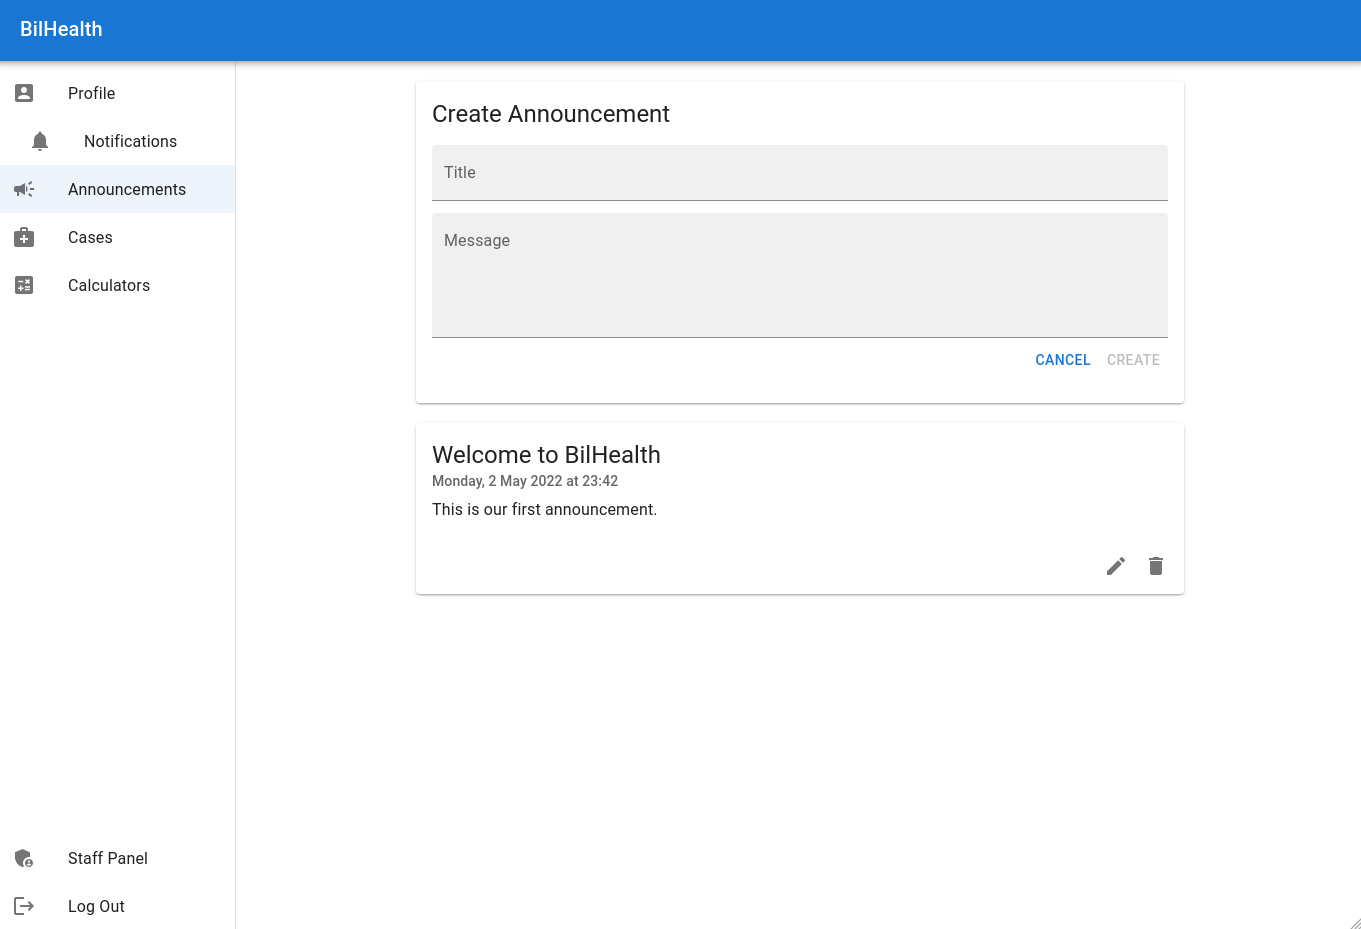 BilHealth
Profile
Notifications
Announcements
Cases
Calculators
Staff Panel
Log Out
Create Announcement
Title
Message
CANCEL CREATE
Welcome to BilHealth
Monday, 2 May 2022 at 23:42
This is our first announcement.